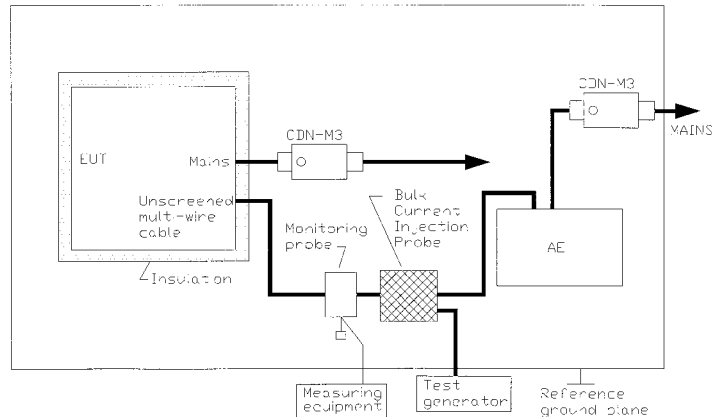 CDN-M3
MAINS
CDN-M3
EUT
Mains
Unscreened
multi-wire
cable
Bulk
Current
Injection
Probe
Monitoring
probe
AE
Insulation
Measuring
equipment
Test
generator
Reference
ground plane